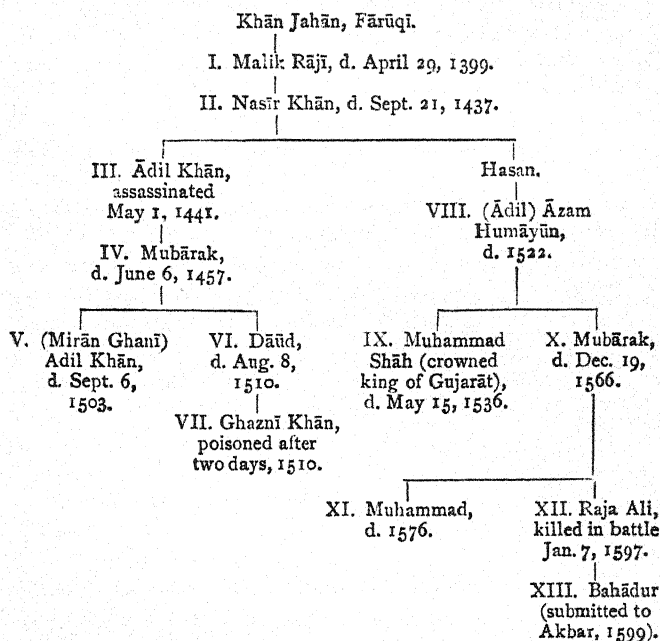 Khān Jahān, Fārūqī.
I. Malik Rājī, d. April 29, 1399.
II. Nasīr Khān, d. Sept. 21, 1437.
III. Ādil Khān,
assassinated
May 1, 1441.
Hasan.
IV. Mubārak,
d. June 6, 1457.
VIII. (Ādil) Āzam
Humāyūn,
d. 1522.
V. (Mirān Ghanī)
Adil Khān,
d. Sept. 6,
1503.
VI. Dāūd,
d. Aug. 8,
1510.
IX. Muhammad
Shāh (crowned
king of Gujarāt),
d. May 15, 1536.
X. Mubārak,
d. Dec. 19,
1566.
VII. Ghaznī Khān,
poisoned after
two days, 1510.
XI. Muhammad,
d. 1576.
XII. Raja Ali,
killed in battle
Jan. 7, 1597.
XIII. Bahādur
(submitted to
Akbar, 1599).